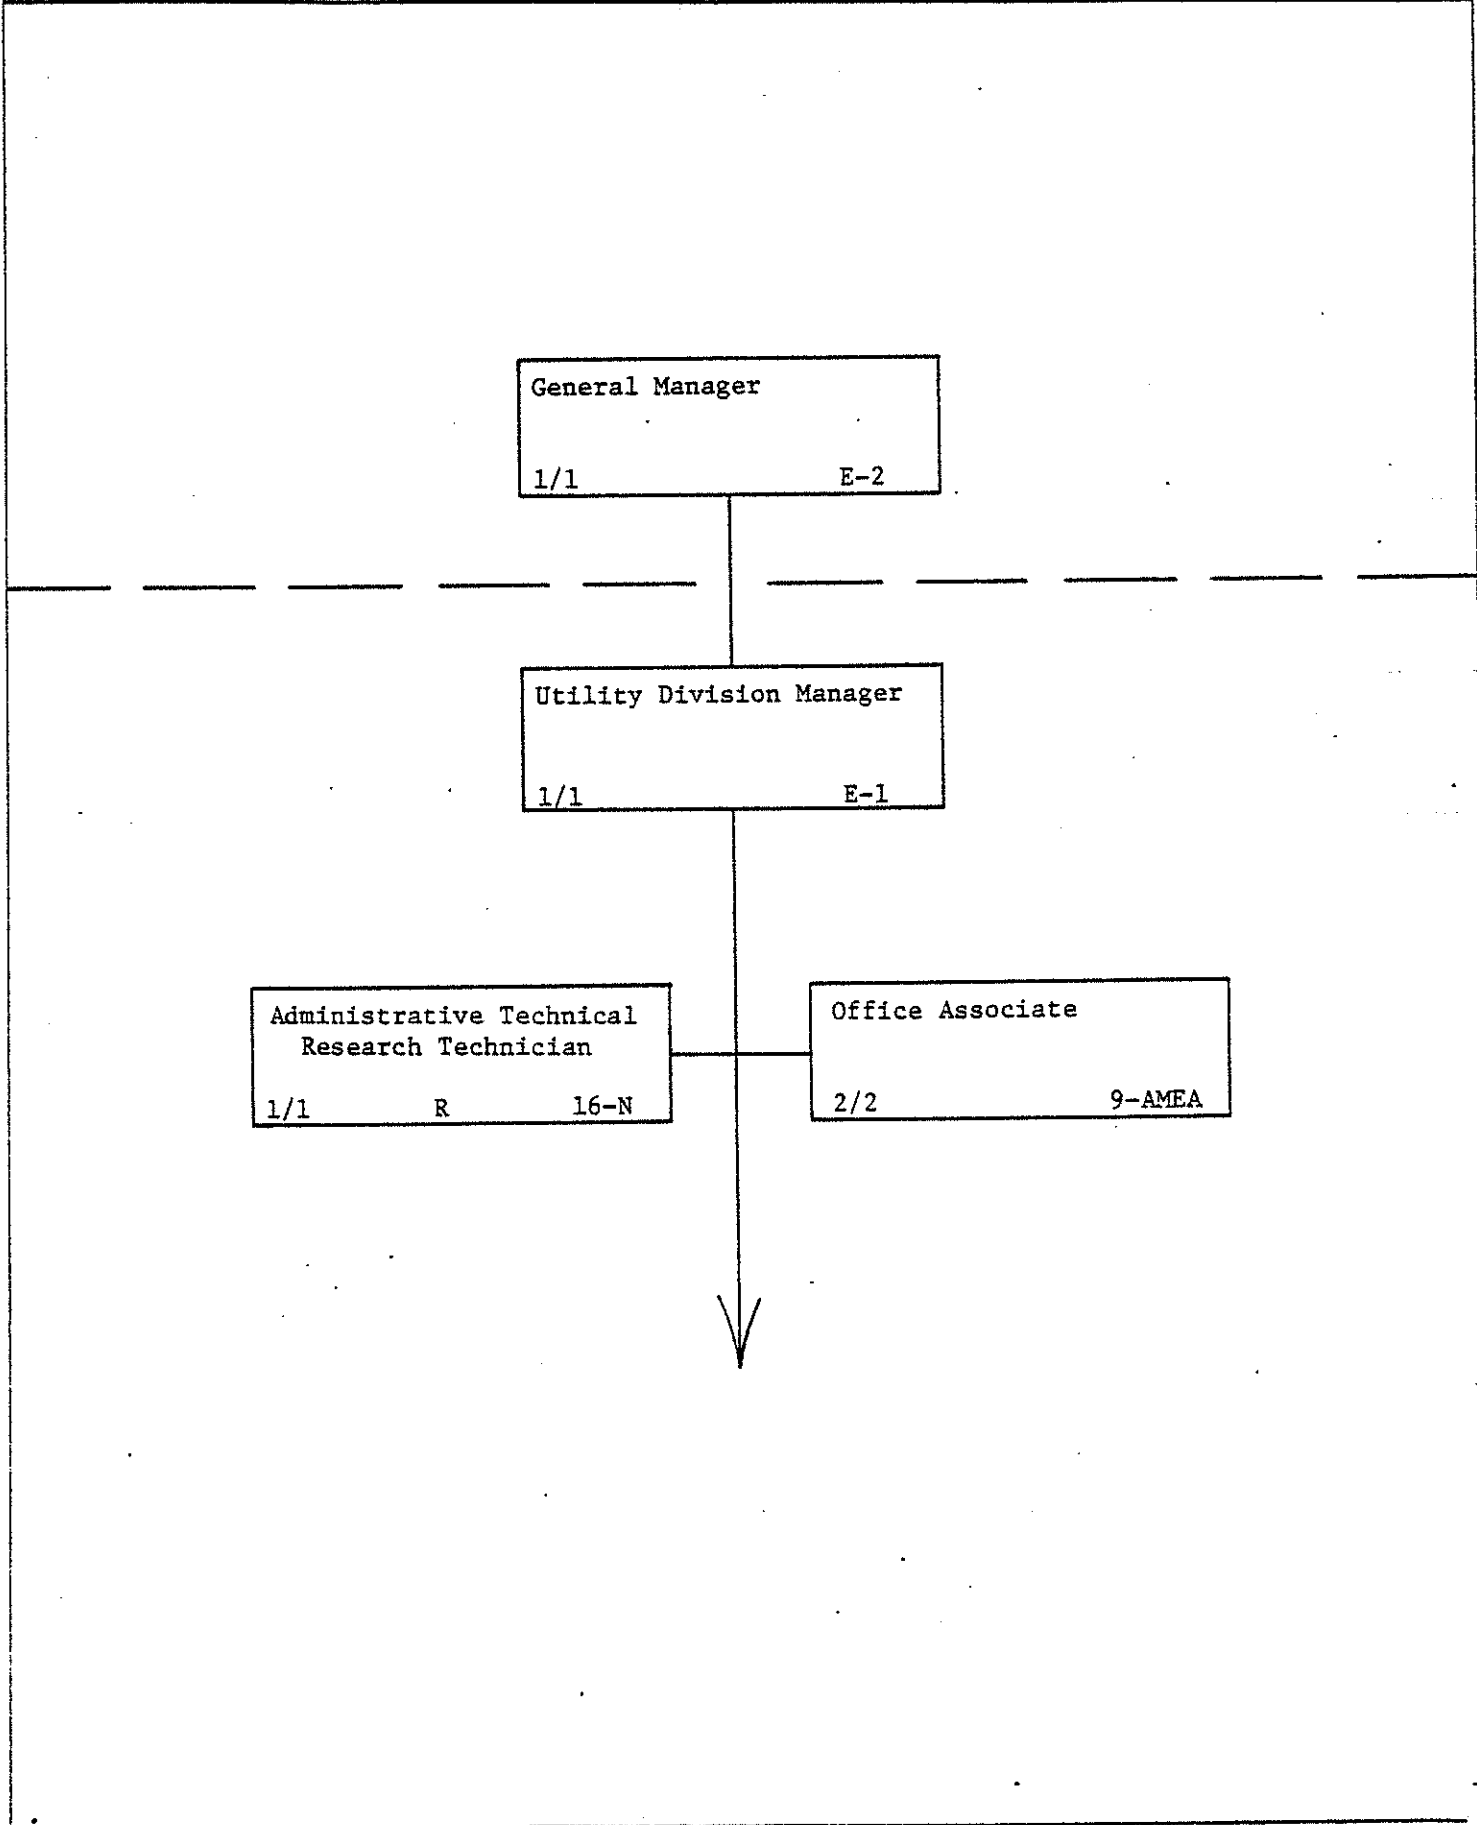 General Manager
1/1 E-2
Utility Division Manager
1/1 E-1
Administrative Technical
Research Technician
1/1 R 16-N
Office Associate
2/2 9-AMEA